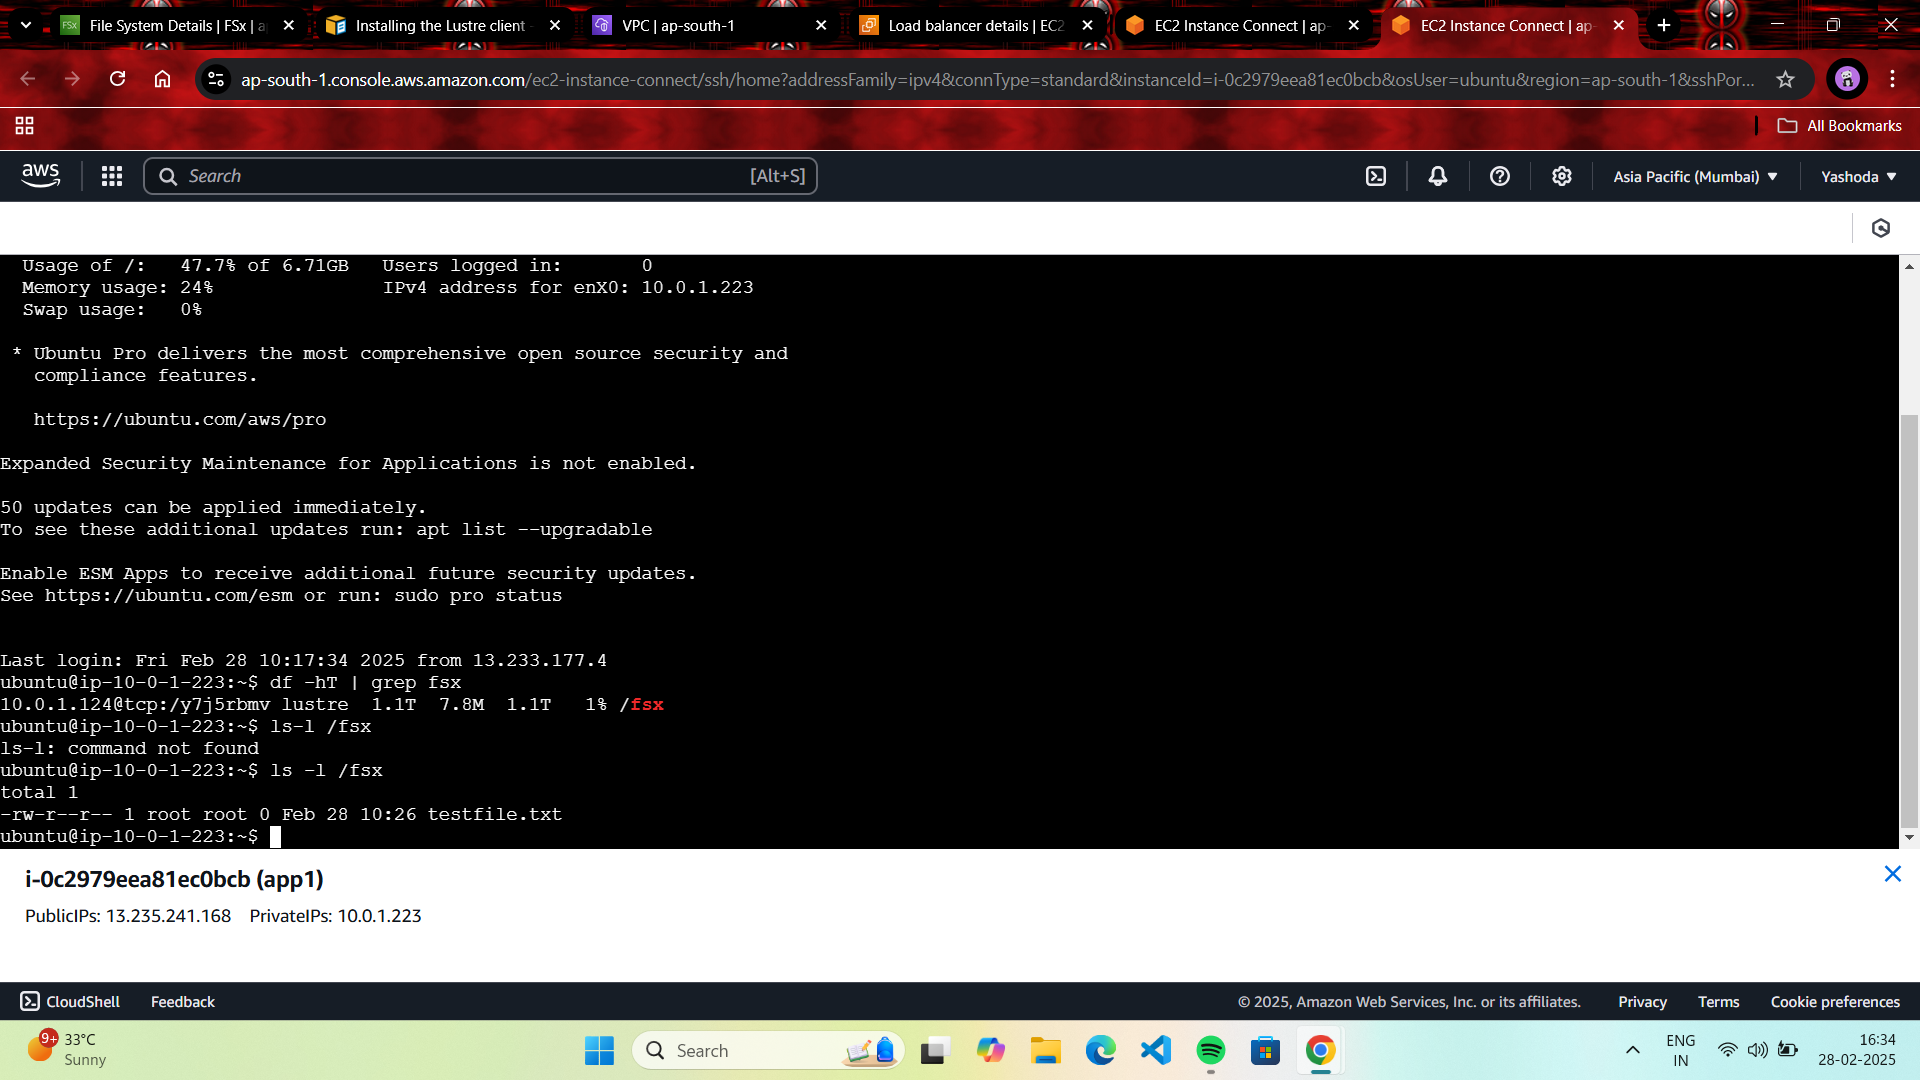 File System Details | FSx | a
Installing the Lustre client -
VPC | ap-south-1
Load balancer details | EC2
EC2 Instance Connect | ap-
EC2 Instance Connect | ap-
ap-south-1.console.aws.amazon.com/ec2-instance-connect/ssh/home?addressFamily=ipv4&connType=standard&instanceId=i-0c2979eea81ec0bcb&osUser=ubuntu&region=ap-south-1&sshPor...
All Bookmarks
aws
Search
[Alt+S]
Asia Pacific (Mumbai)
Yashoda
Usage of /:   47.7% of 6.71GB   Users logged in:       0
Memory usage: 24%               IPv4 address for enX0: 10.0.1.223
Swap usage:   0%
* Ubuntu Pro delivers the most comprehensive open source security and
compliance features.
https://ubuntu.com/aws/pro
Expanded Security Maintenance for Applications is not enabled.
50 updates can be applied immediately.
To see these additional updates run: apt list --upgradable
Enable ESM Apps to receive additional future security updates.
See https://ubuntu.com/esm or run: sudo pro status
Last login: Fri Feb 28 10:17:34 2025 from 13.233.177.4
ubuntu@ip-10-0-1-223:~$ df -hT | grep fsx
10.0.1.124@tcp:/y7j5rbmv lustre  1.1T  7.8M  1.1T   1% /fsx
ubuntu@ip-10-0-1-223:~$ ls-l /fsx
ls-l: command not found
ubuntu@ip-10-0-1-223:~$ ls -l /fsx
total 1
-rw-r--r-- 1 root root 0 Feb 28 10:26 testfile.txt
ubuntu@ip-10-0-1-223:~$
i-0c2979eea81ec0bcb (app1)
PublicIPs: 13.235.241.168   PrivateIPs: 10.0.1.223
CloudShell
Feedback
© 2025, Amazon Web Services, Inc. or its affiliates.
Privacy
Terms
Cookie preferences
9+
33°C
Sunny
Search
ENG
IN
16:34
28-02-2025